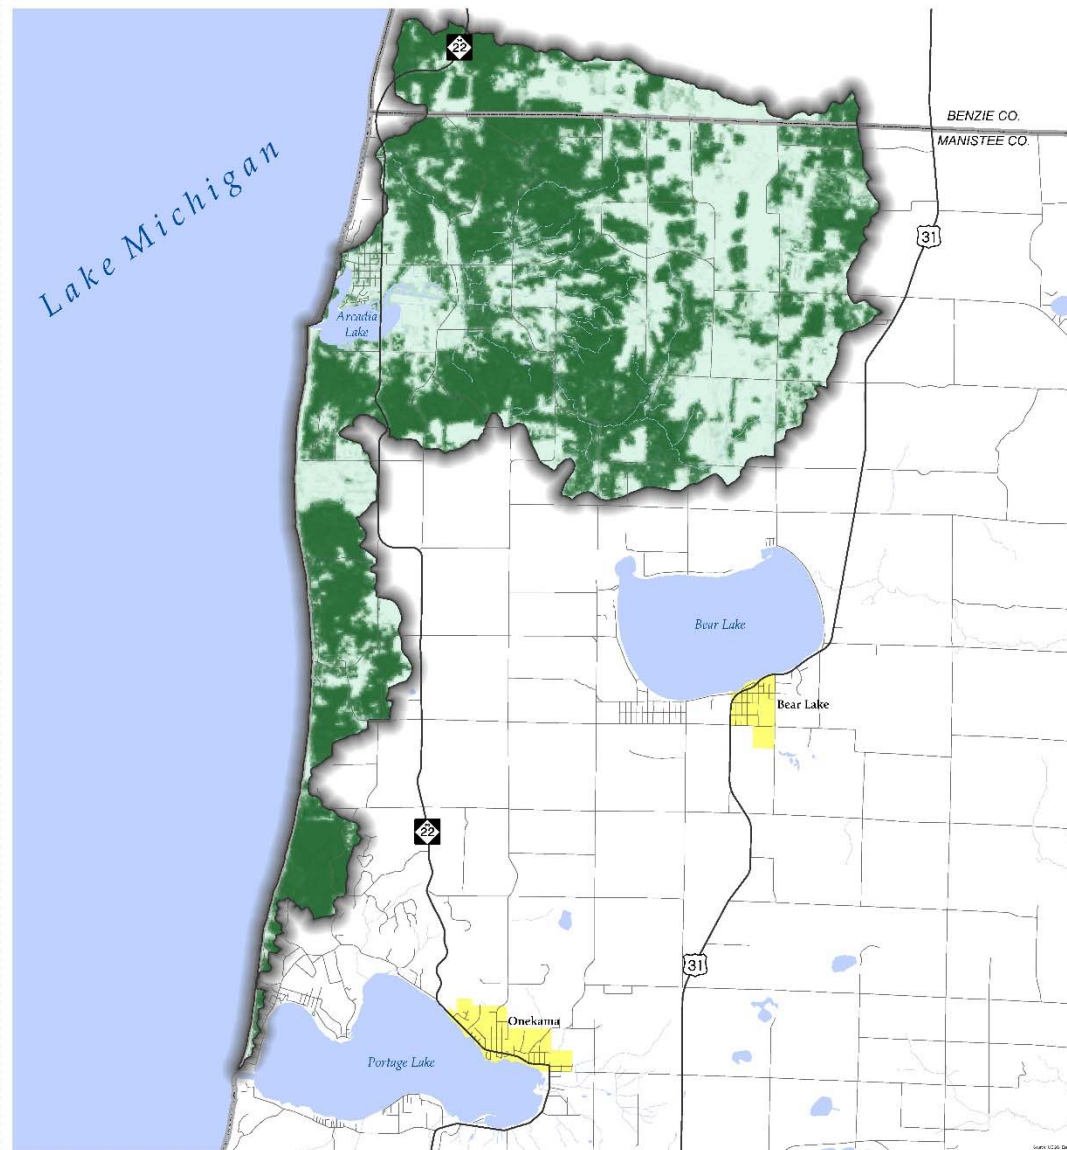 22
BENZIE CO.
MANISTEE CO.
Lake Michigan
31
Arcadia
Lake
Bear Lake
Bear Lake
22
31
Onekama
Portage Lake